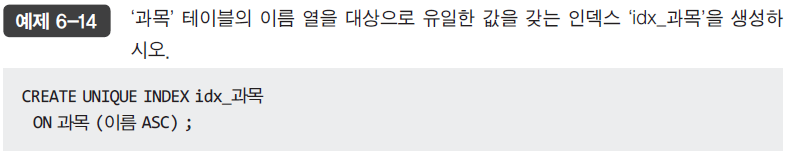 예제 6-14 '과목' 테이블의 이름 열을 대상으로 유일한 값을 갖는 인덱스 'idx_과목'을 생성하
시오.
CREATE UNIQUE INDEX idx_과목
ON 과목 (이름 ASC) ;